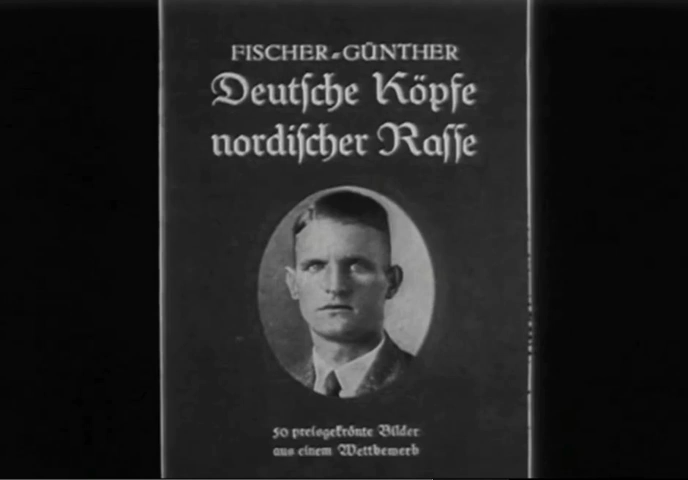 FISCHER-GÜNTHER
Deutſche Köpfe
nordiſcher Raſſe
50 preisgekrönte Bilder
aus einem Wettbewerb